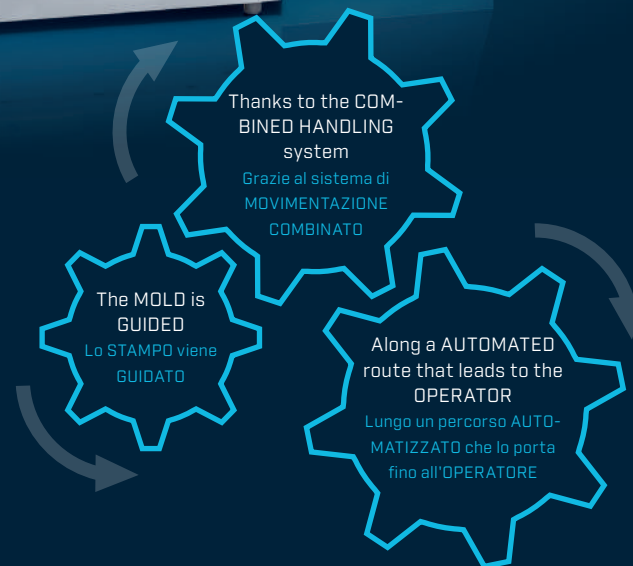 Thanks to the COM-
BINED HANDLING
system
Grazie al sistema di
MOVIMENTAZIONE
COMBINATO
The MOLD is
GUIDED
Lo STAMPO viene
GUIDATO
Along a AUTOMATED
route that leads to the
OPERATOR
Lungo un percorso AUTO-
MATIZZATO che lo porta
fino all'OPERATORE